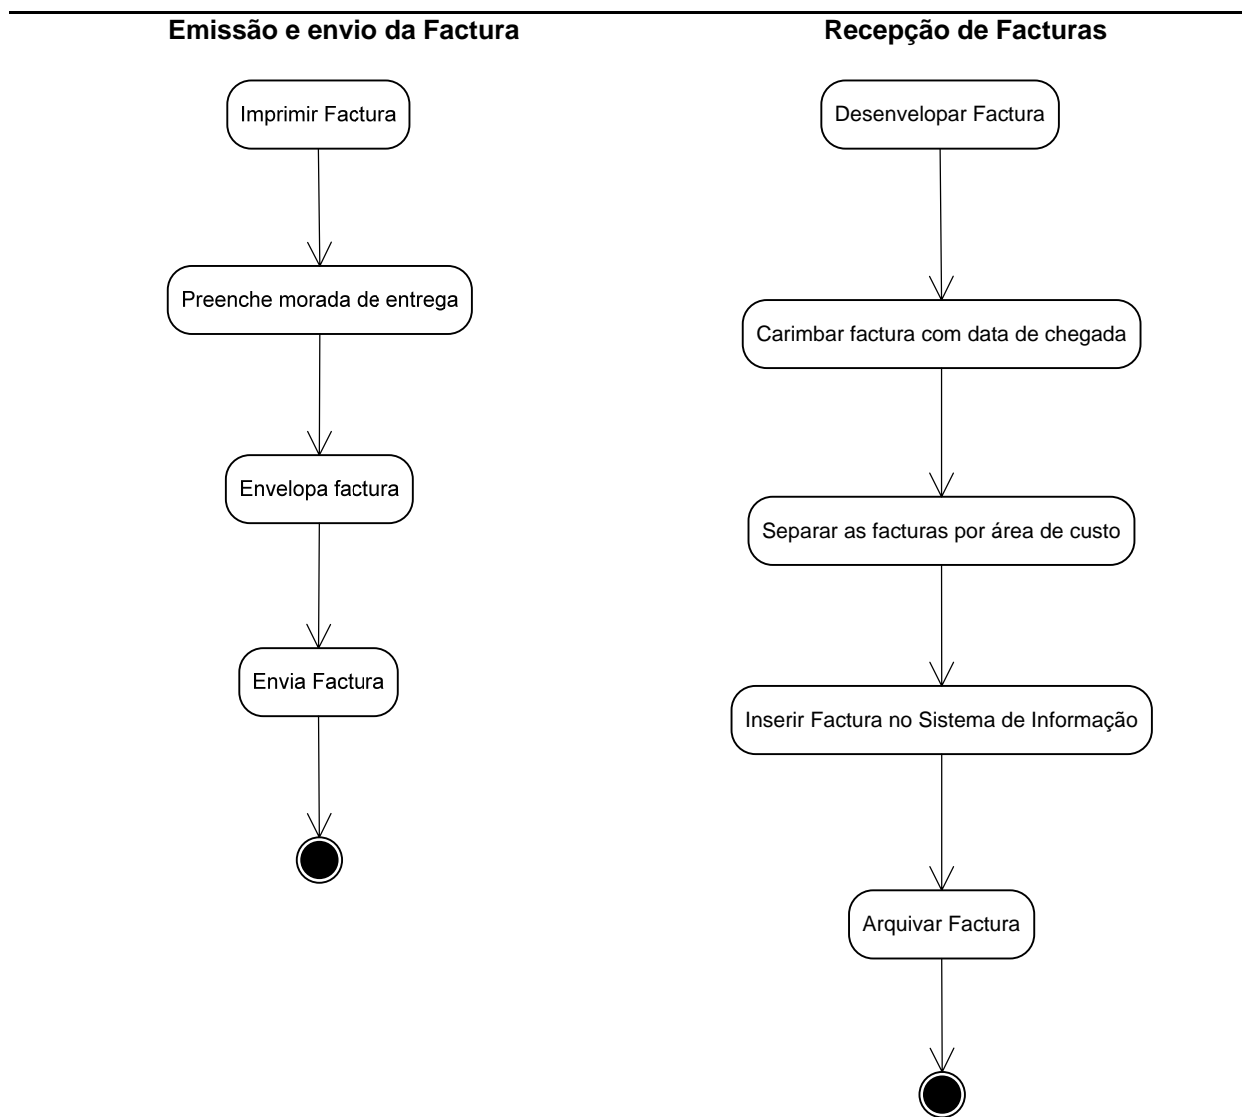 Emissão e envio da Factura
Imprimir Factura
Preenche morada de entrega
Envelopa factura
Envia Factura
Recepção de Facturas
Desenvelopar Factura
Carimbar factura com data de chegada
Separar as facturas por área de custo
Inserir Factura no Sistema de Informação
Arquivar Factura